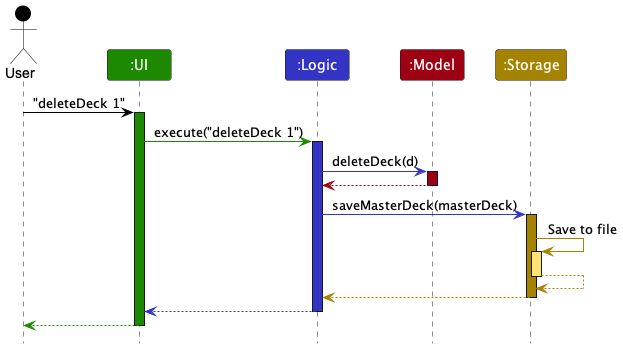 User
:UI
:Logic
:Model
:Storage
"deleteDeck 1"
execute("deleteDeck 1")
deleteDeck(d)
saveMasterDeck(masterDeck)
Save to file